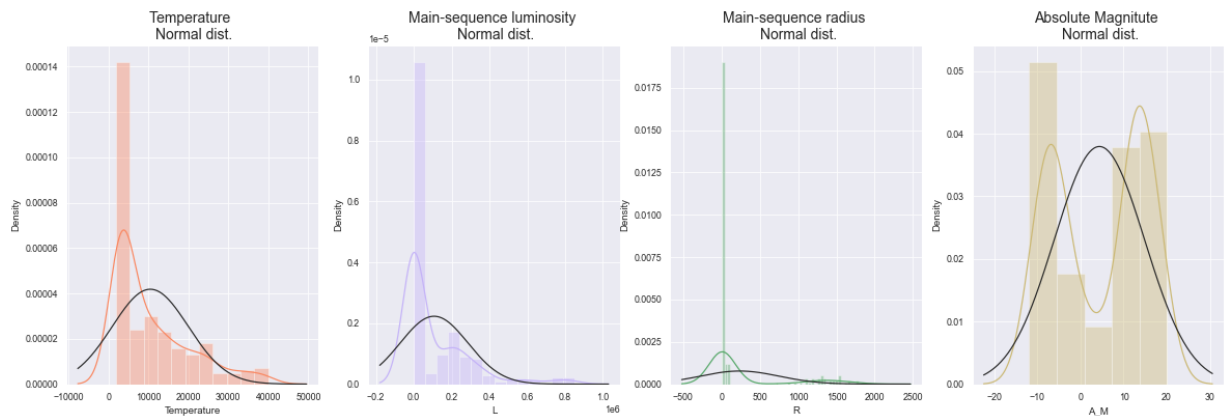 Temperature
Normal dist.
0.00014
0.00012
0.00010
0.00008
0.00006
0.00004
0.00002
0.00000
Density
−10000 0 10000 20000 30000 40000 50000
Temperature
Main-sequence luminosity
Normal dist.
1e−5
1.0
0.8
0.6
0.4
0.2
0.0
Density
−0.2 0.0 0.2 0.4 0.6 0.8 1.0
1e6
L
Main-sequence radius
Normal dist.
0.0175
0.0150
0.0125
0.0100
0.0075
0.0050
0.0025
0.0000
Density
−500 0 500 1000 1500 2000 2500
R
Absolute Magnitute
Normal dist.
0.05
0.04
0.03
0.02
0.01
0.00
Density
−20 −10 0 10 20 30
A_M